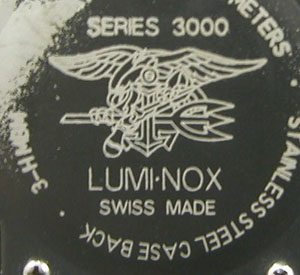 SERIES 3000
LUMI·NOX
SWISS MADE
METERS · STAINLESS STEEL CASE BACK